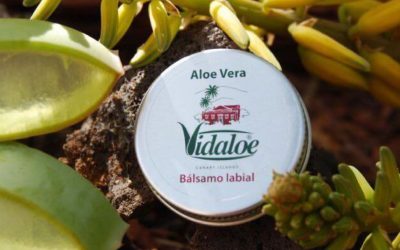 Aloe Vera
Vidaloe®
CANARY ISLANDS
Bálsamo labial